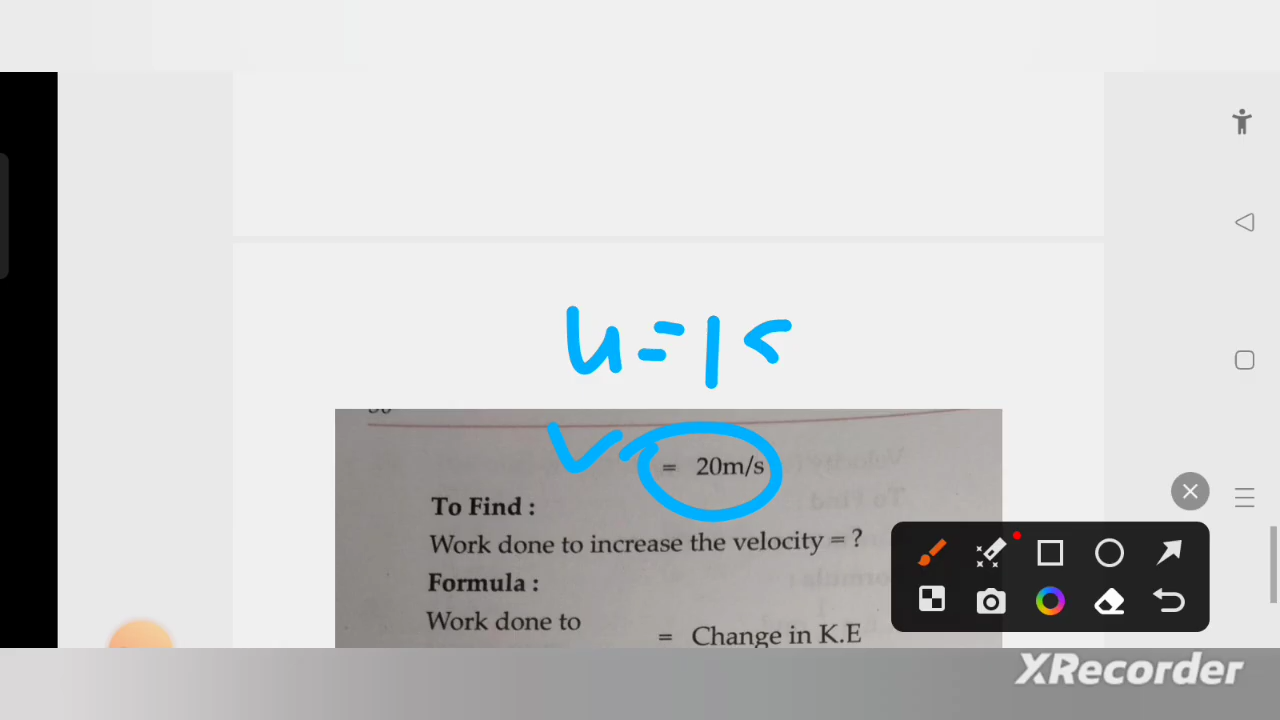 u=15
v = 20m/s
To Find :
Work done to increase the velocity = ?
Formula :
Work done to
= Change in K.E
XRecorder